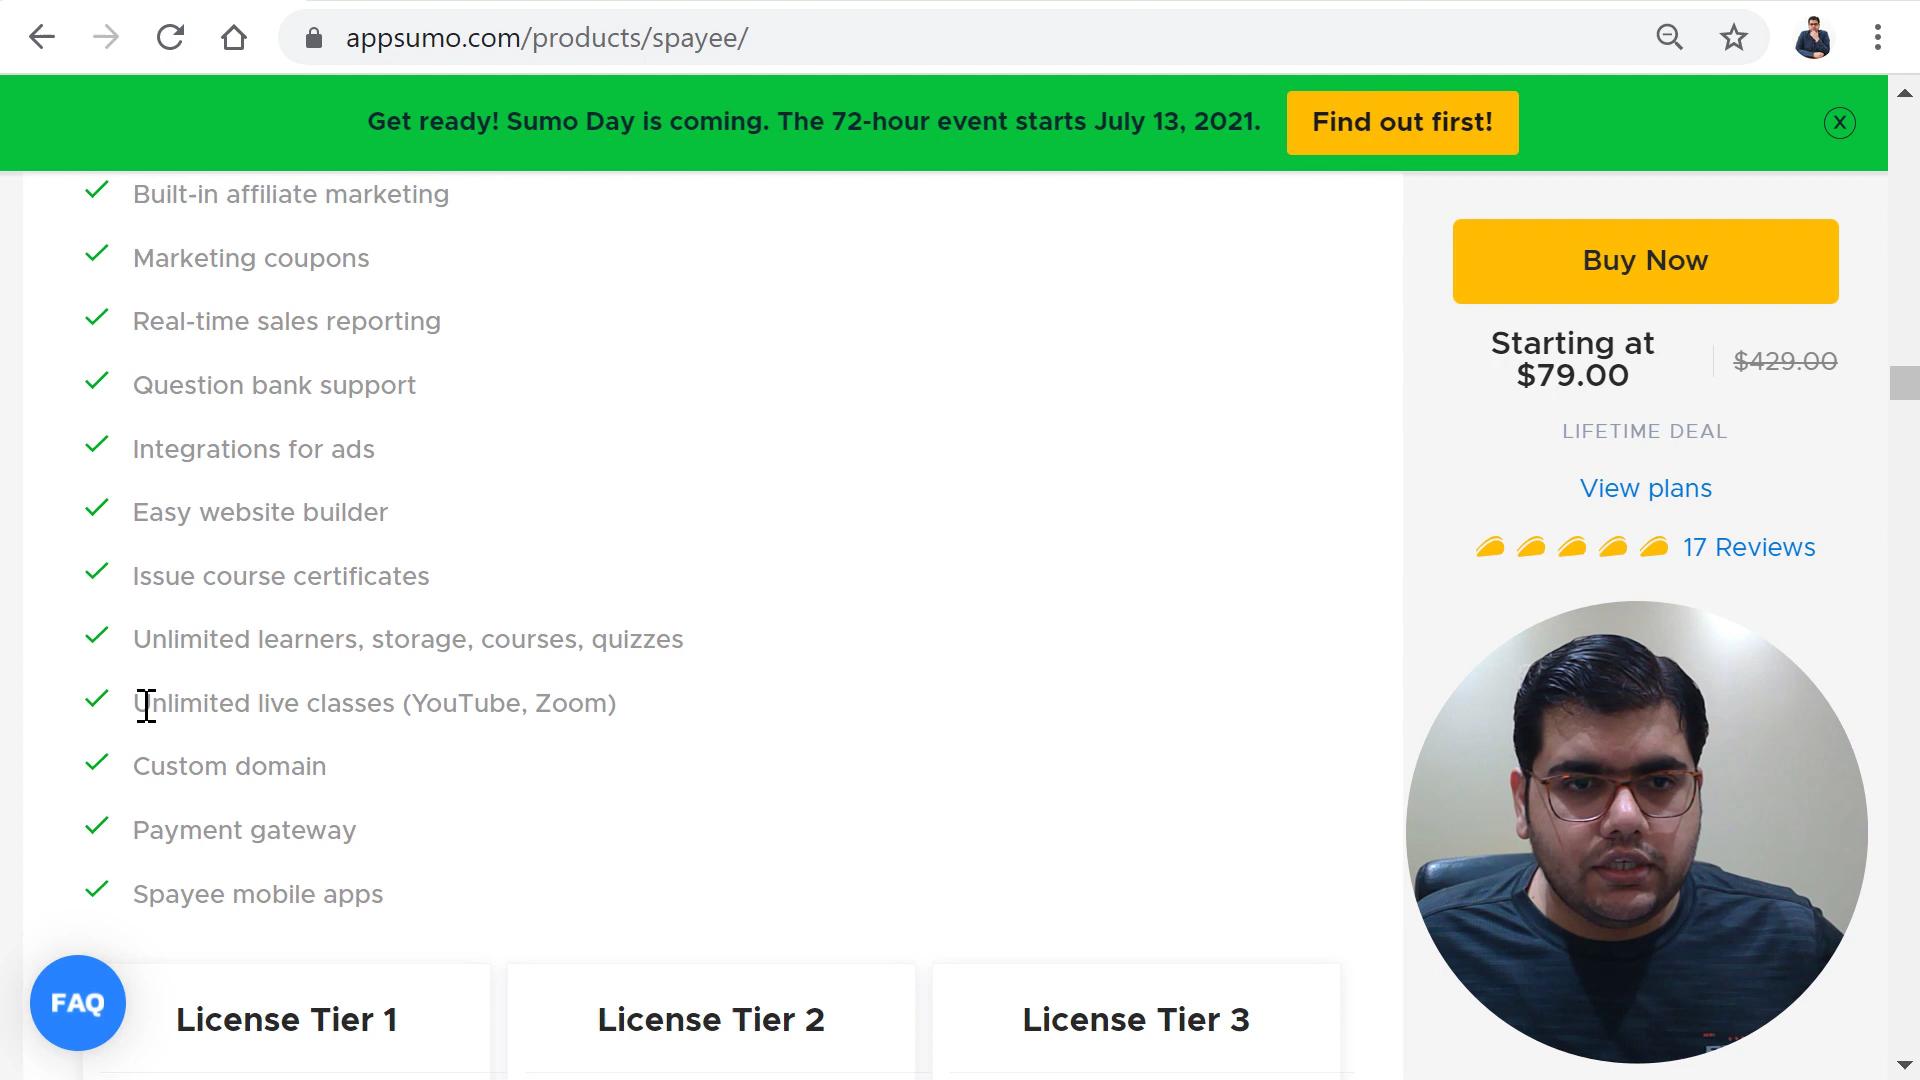 appsumo.com/products/spayee/
Get ready! Sumo Day is coming. The 72-hour event starts July 13, 2021.
Find out first!
X
Built-in affiliate marketing
Marketing coupons
Real-time sales reporting
Question bank support
Integrations for ads
Easy website builder
Issue course certificates
Unlimited learners, storage, courses, quizzes
Unlimited live classes (YouTube, Zoom)
Custom domain
Payment gateway
Spayee mobile apps
Buy Now
Starting at
$79.00
$429.00
LIFETIME DEAL
View plans
17 Reviews
FAQ
License Tier 1
License Tier 2
License Tier 3